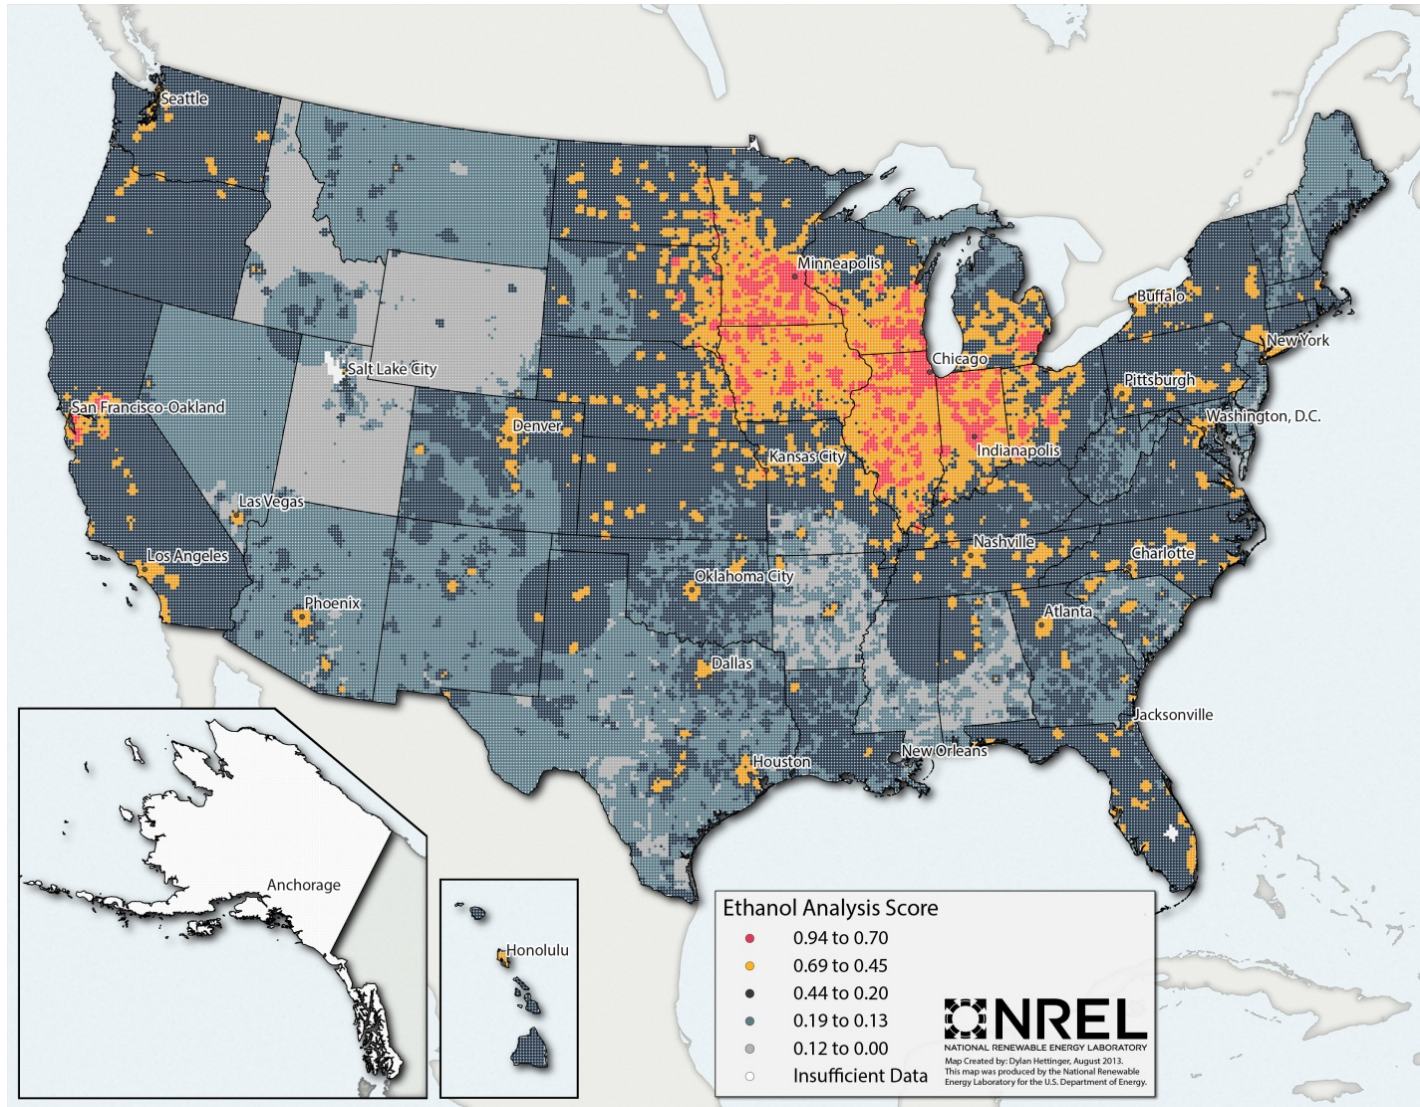 Seattle
Minneapolis
Buffalo
New York
Chicago
Salt Lake City
Pittsburgh
San Francisco-Oakland
Washington, D.C.
Denver
Indianapolis
Kansas City
Las Vegas
Nashville
Charlotte
Los Angeles
Oklahoma City
Phoenix
Atlanta
Dallas
Jacksonville
New Orleans
Houston
Anchorage
Honolulu
Ethanol Analysis Score
0.94 to 0.70
0.69 to 0.45
0.44 to 0.20
0.19 to 0.13
0.12 to 0.00
Insufficient Data
NREL
NATIONAL RENEWABLE ENERGY LABORATORY
Map Created by: Dylan Hettinger, August 2013.
This map was produced by the National Renewable
Energy Laboratory for the U.S. Department of Energy.